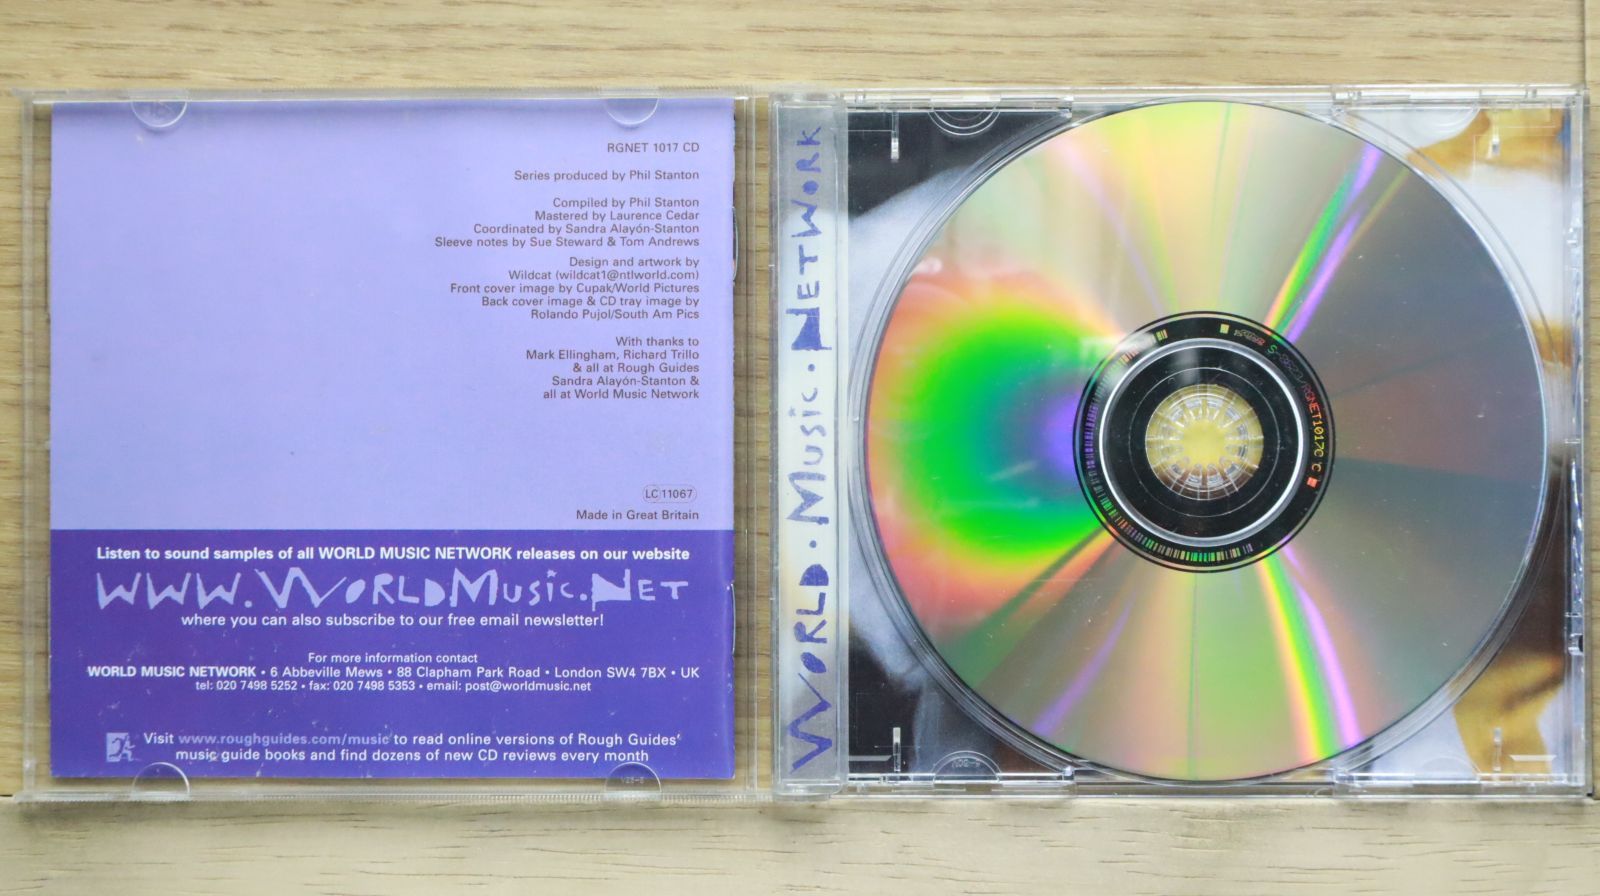 RGNET 1017 CD
Series produced by Phil Stanton
Compiled by Phil Stanton
Mastered by Laurence Cedar
Coordinated by Sandra Alayón-Stanton
Sleeve notes by Sue Steward & Tom Andrews
Design and artwork by
Wildcat (wildcat1@ntlworld.com)
Front cover image by Cupak/World Pictures
Back cover image & CD tray image by
Rolando Pujol/South Am Pics
With thanks to
Mark Ellingham, Richard Trillo
& all at Rough Guides
Sandra Alayón-Stanton &
all at World Music Network
LC 11067
Made in Great Britain
Listen to sound samples of all WORLD MUSIC NETWORK releases on our website
WWW.WORLDMUSIC.NET
where you can also subscribe to our free email newsletter!
For more information contact
WORLD MUSIC NETWORK • 6 Abbeville Mews • 88 Clapham Park Road • London SW4 7BX • UK
tel: 020 7498 5252 • fax: 020 7498 5353 • email: post@worldmusic.net
Visit www.roughguides.com/music to read online versions of Rough Guides'
music guide books and find dozens of new CD reviews every month
WORLD • MUSIC • NETWORK